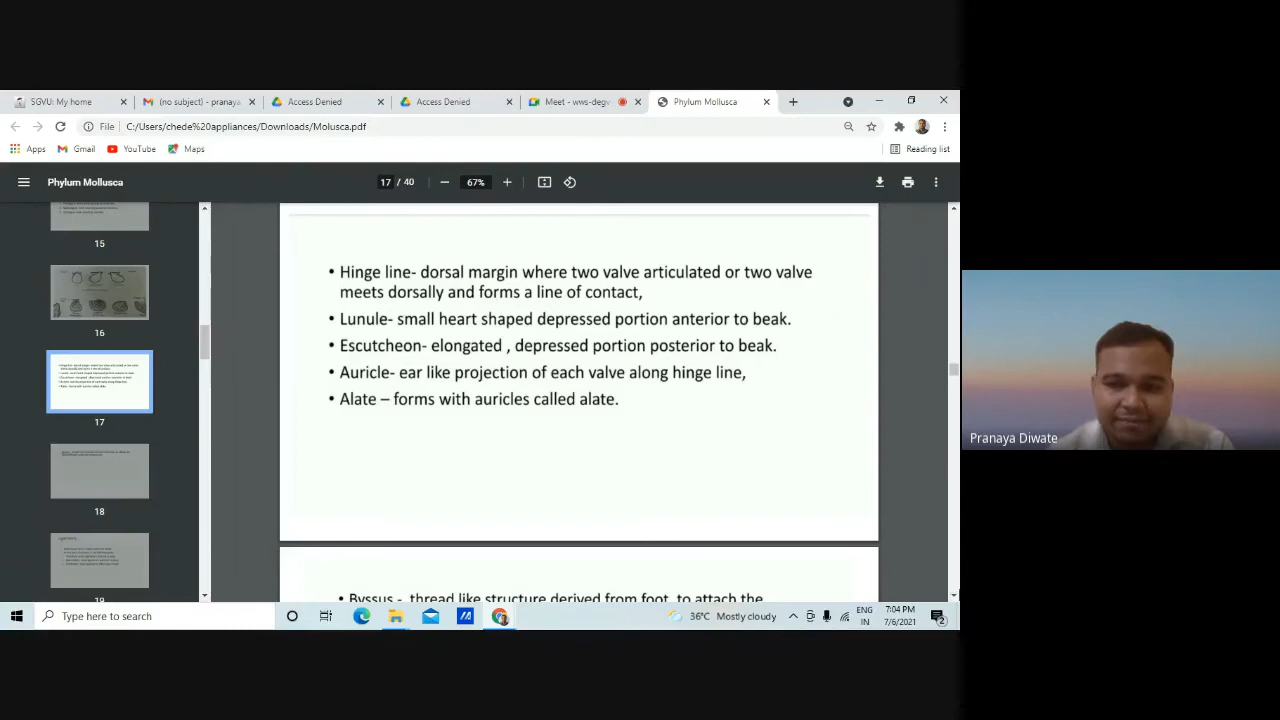 SGVU: My home
(no subject) - pranaya
Access Denied
Access Denied
Meet - wws-degv
Phylum Mollusca
File C:/Users/chede%20appliances/Downloads/Molusca.pdf
Apps Gmail YouTube Maps Reading list
Phylum Mollusca 17 / 40 67%
15
16
17
18
19
• Hinge line- dorsal margin where two valve articulated or two valve
meets dorsally and forms a line of contact,
• Lunule- small heart shaped depressed portion anterior to beak.
• Escutcheon- elongated , depressed portion posterior to beak.
• Auricle- ear like projection of each valve along hinge line,
• Alate – forms with auricles called alate.
• Byssus - thread like structure derived from foot, to attach the
Pranaya Diwate
Type here to search
36°C Mostly cloudy
ENG
IN
7:04 PM
7/6/2021
2